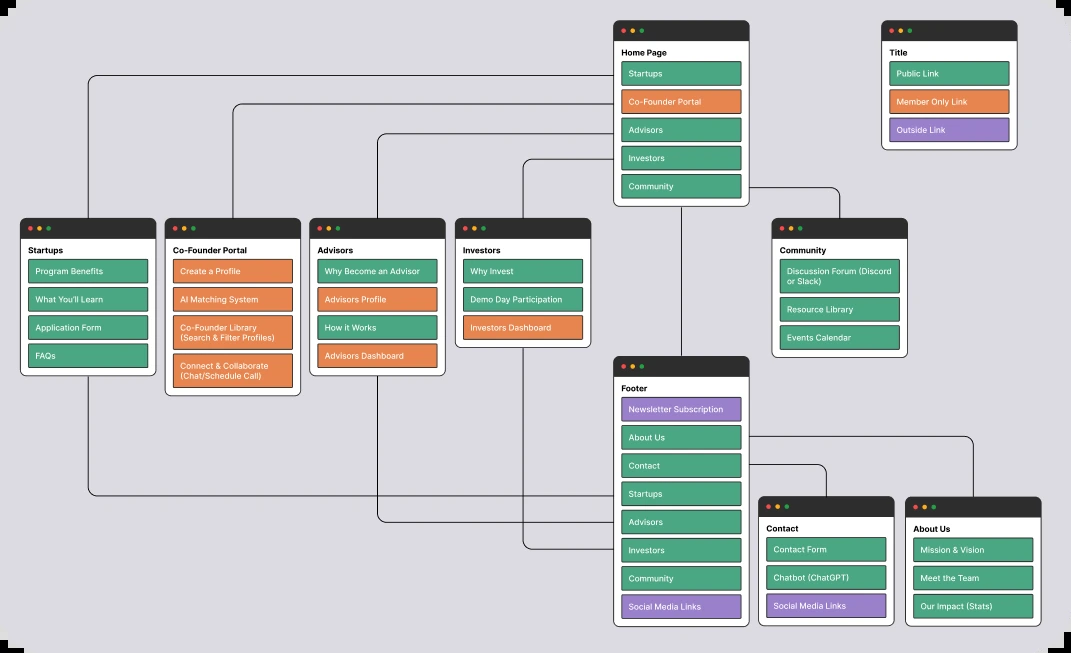 Home Page
Startups
Co-Founder Portal
Advisors
Investors
Community
Title
Public Link
Member Only Link
Outside Link
Startups
Program Benefits
What You'll Learn
Application Form
FAQs
Co-Founder Portal
Create a Profile
AI Matching System
Co-Founder Library
(Search & Filter Profiles)
Connect & Collaborate
(Chat/Schedule Call)
Advisors
Why Become an Advisor
Advisors Profile
How it Works
Advisors Dashboard
Investors
Why Invest
Demo Day Participation
Investors Dashboard
Community
Discussion Forum (Discord
or Slack)
Resource Library
Events Calendar
Footer
Newsletter Subscription
About Us
Contact
Startups
Advisors
Investors
Community
Social Media Links
Contact
Contact Form
Chatbot (ChatGPT)
Social Media Links
About Us
Mission & Vision
Meet the Team
Our Impact (Stats)